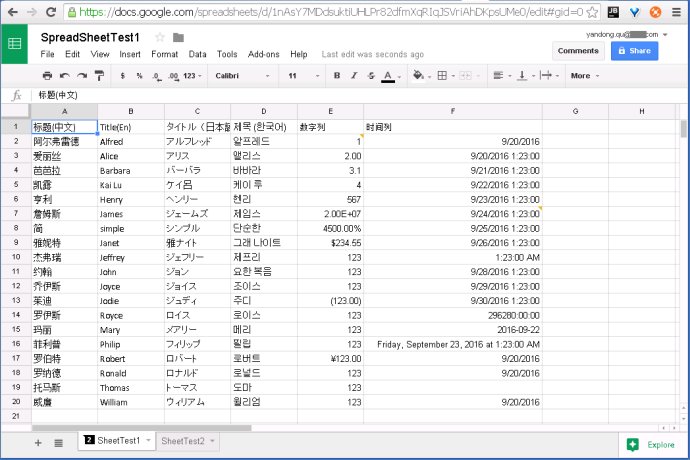 https://docs.google.com/spreadsheets/d/1nAsY7MDdsuktiUHLPr82dfmXqRIqJSVriAhDKpsUMe0/edit#gid=0
SpreadSheetTest1
yandong.qu .com
File Edit View Insert Format Data Tools Add-ons Help Last edit was seconds ago
Comments Share
$ % .0 .00 123 Calibri 11 B I S A More
fx 标题(中文)
A B C D E F G H
1 标题(中文) Title(En) タイトル（日本 제목 (한국어) 数字列 时间列
2 阿尔弗雷德 Alfred アルフレッド 알프레드 1 9/20/2016
3 爱丽丝 Alice アリス 앨리스 2.00 9/20/2016 1:23:00
4 芭芭拉 Barbara バーバラ 바바라 3.1 9/21/2016 1:23:00
5 凯露 Kai Lu ケイ呂 케이 루 4 9/22/2016 1:23:00
6 亨利 Henry ヘンリー 헨리 567 9/23/2016 1:23:00
7 詹姆斯 James ジェームズ 제임스 2.00E+07 9/24/2016 1:23:00
8 简 simple シンプル 단순한 4500.00% 9/25/2016 1:23:00
9 雅妮特 Janet 雅ナイト 그래 나이트 $234.55 9/26/2016 1:23:00
10 杰弗瑞 Jeffrey ジェフリー 제프리 123 1:23:00 AM
11 约翰 John ジョン 요한 복음 123 9/28/2016 1:23:00
12 乔伊斯 Joyce ジョイス 조이스 123 9/29/2016 1:23:00
13 茱迪 Jodie ジュディ 주디 (123.00) 9/30/2016 1:23:00
14 罗伊斯 Royce ロイス 로이스 123 296280:00:00
15 玛丽 Mary メアリー 메리 123 2016-09-22
16 菲利普 Philip フィリップ 필립 123 Friday, September 23, 2016 at 1:23:00 AM
17 罗伯特 Robert ロバート 로버트 ¥123.00 9/20/2016
18 罗纳德 Ronald ロナルド 로널드 123 9/20/2016
19 托马斯 Thomas トーマス 도마 123
20 威廉 William ウィリアム 윌리엄 123 9/20/2016
21
2 SheetTest1 SheetTest2 Explore